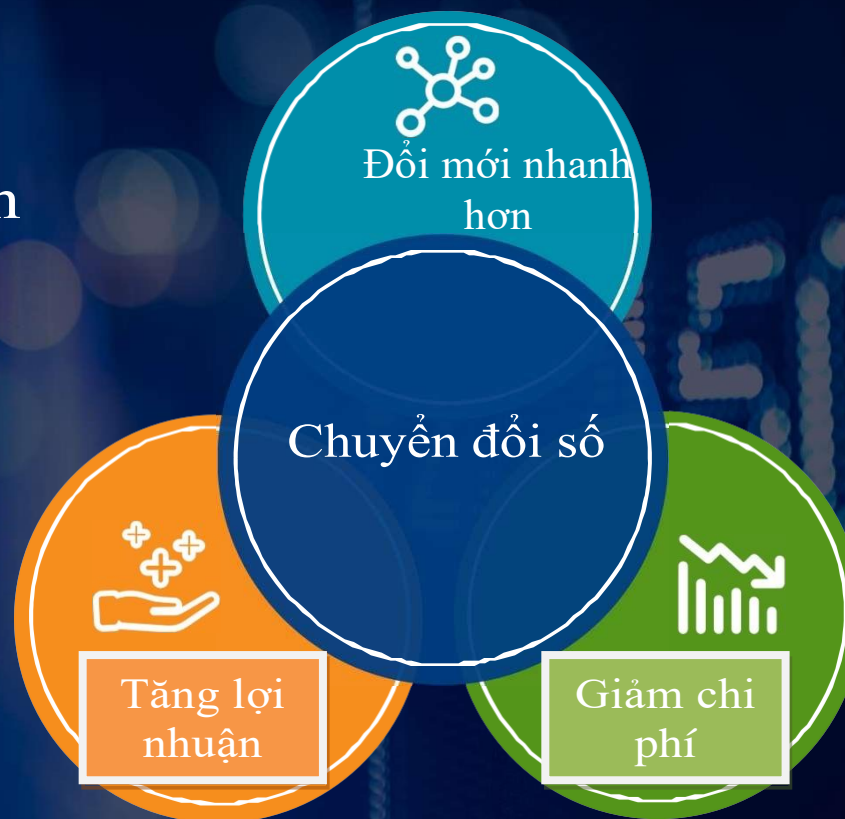 Đổi mới nhanh
hơn
Chuyển đổi số
Tăng lợi
nhuận
Giảm chi
phí